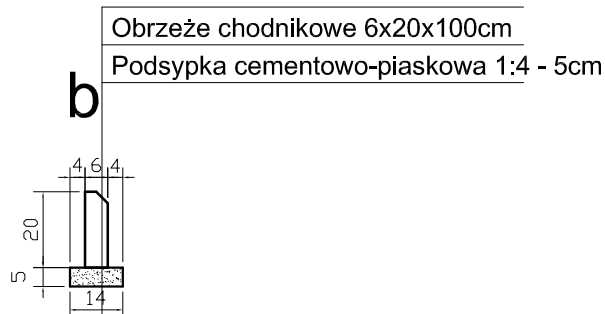 Obrzeże chodnikowe 6x20x100cm
Podsypka cementowo-piaskowa 1:4 - 5cm
b
4 6 4
20
5
14